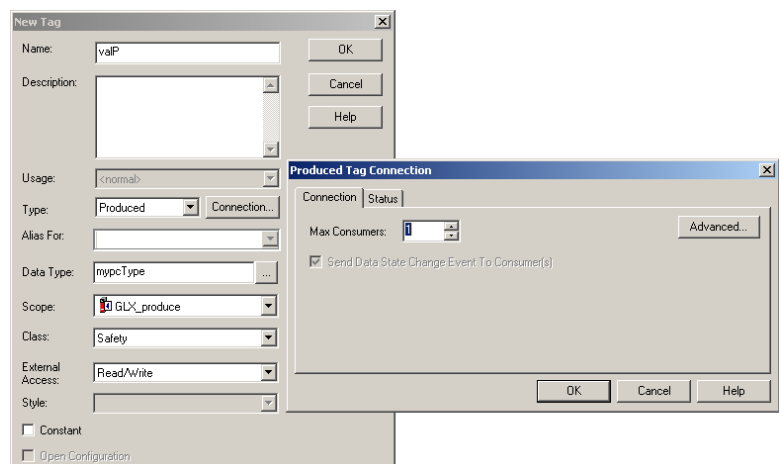 New Tag
Name: valP
OK
Description:
Cancel
Help
Usage: <normal>
Type: Produced Connection...
Alias For:
Data Type: mypcType ...
Scope: GLX_produce
Class: Safety
External Access: Read/Write
Style:
Constant
Open Configuration
Produced Tag Connection
Connection Status
Max Consumers: 1 Advanced...
Send Data State Change Event To Consumer(s)
OK Cancel Help